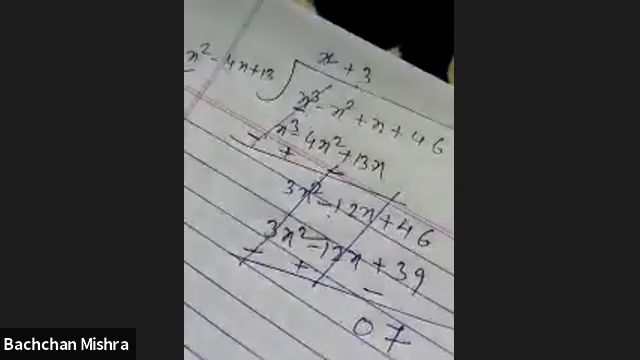 x + 3
x² - 4x + 13 ) x³ - x² + x + 46
x³ - 4x² + 13x
- + -
3x² - 12x + 46
3x² - 12x + 39
- + -
07
Bachchan Mishra